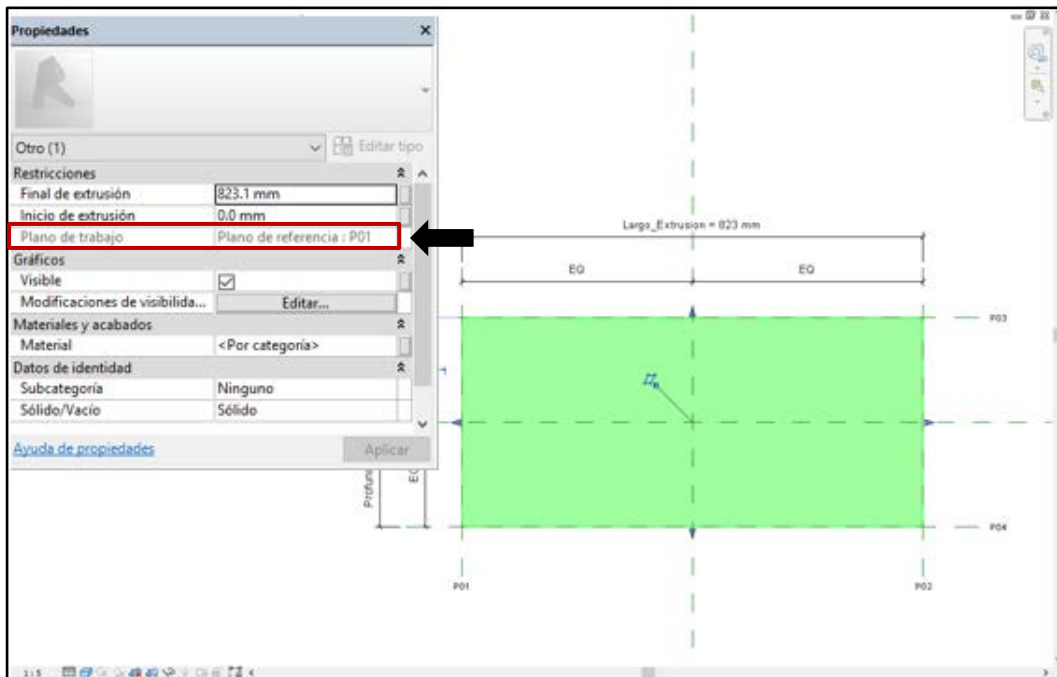 Propiedades
Otro (1)
Editar tipo
Restricciones
Final de extrusión 823.1 mm
Inicio de extrusión 0.0 mm
Plano de trabajo Plano de referencia : P01
Gráficos
Visible
Modificaciones de visibilida... Editar...
Materiales y acabados
Material <Por categoría>
Datos de identidad
Subcategoría Ninguno
Sólido/Vacío Sólido
Ayuda de propiedades Aplicar
Largo_Extrusion = 823 mm
EQ EQ
P03
Profun
EQ
P04
P01 P02
1:5